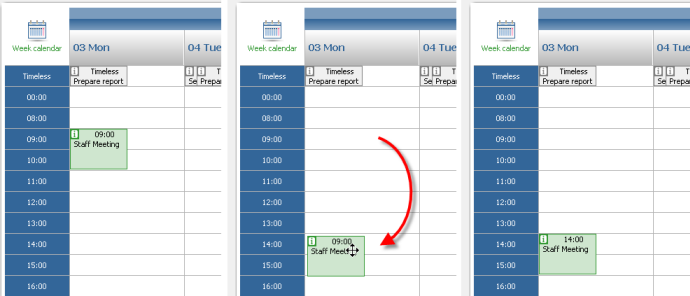 Week calendar
03 Mon
04 Tue
Timeless
i Timeless
Prepare report
i i T
Se Prepa
00:00
08:00
09:00
i 09:00
Staff Meeting
10:00
11:00
12:00
13:00
14:00
15:00
16:00
Week calendar
03 Mon
04 Tue
Timeless
i Timeless
Prepare report
i i T
Se Prepa
00:00
08:00
09:00
10:00
11:00
12:00
13:00
14:00
i 09:00
Staff Meeti
15:00
16:00
Week calendar
03 Mon
04 Tue
Timeless
i Timeless
Prepare report
i i T
Se Prepa
00:00
08:00
09:00
10:00
11:00
12:00
13:00
14:00
i 14:00
Staff Meeting
15:00
16:00